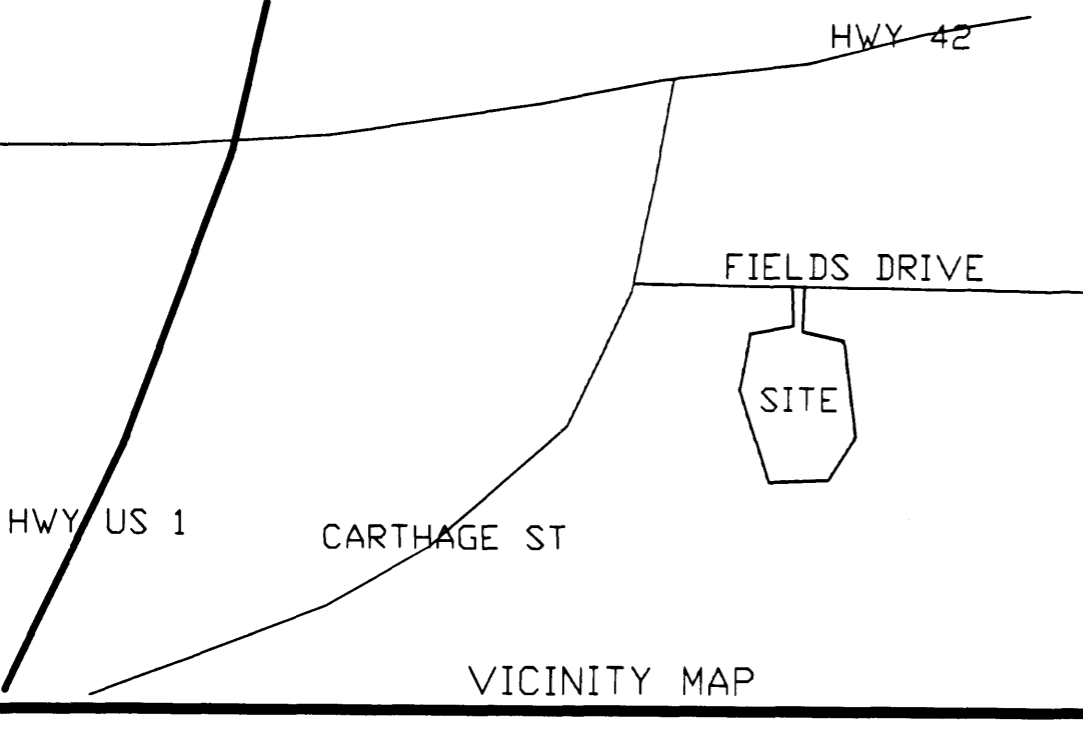 HWY 42
FIELDS DRIVE
SITE
HWY US 1
CARTHAGE ST
VICINITY MAP